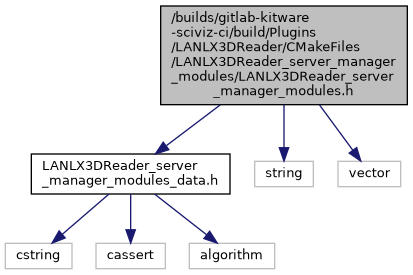 /builds/gitlab-kitware
-sciviz-ci/build/Plugins
/LANLX3DReader/CMakeFiles
/LANLX3DReader_server_manager
_modules/LANLX3DReader_server
_manager_modules.h
LANLX3DReader_server
_manager_modules_data.h
string
vector
cstring
cassert
algorithm